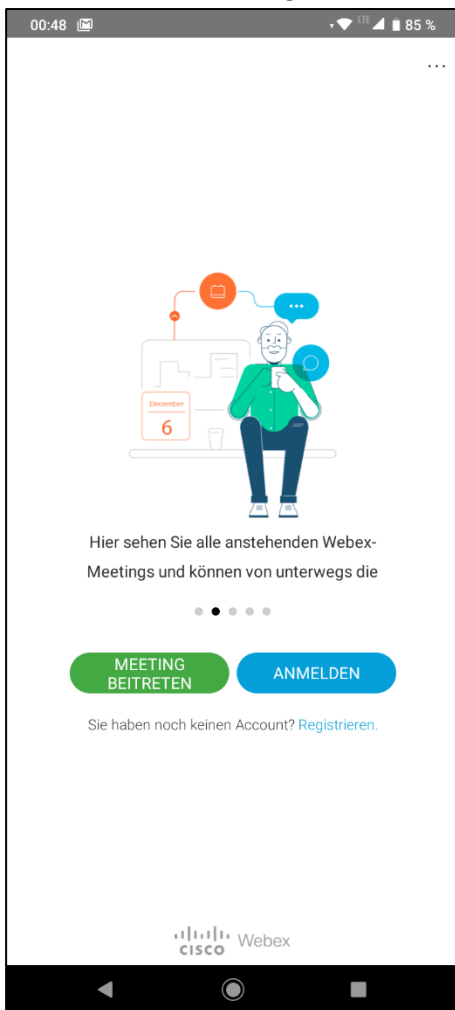 00:48 LTE 85 %
...
December
6
Hier sehen Sie alle anstehenden Webex-
Meetings und können von unterwegs die
MEETING
BEITRETEN
ANMELDEN
Sie haben noch keinen Account? Registrieren.
CISCO Webex